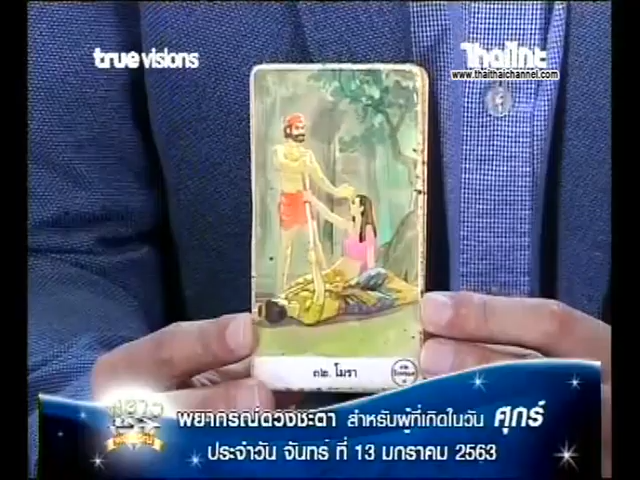 true visions
ThaiThai
www.thaithaichannel.com
๓๒. โมรา
พยากรณ์ดวงชะตา สำหรับผู้ที่เกิดในวัน ศุกร์
ประจำวัน จันทร์ ที่ 13 มกราคม 2563